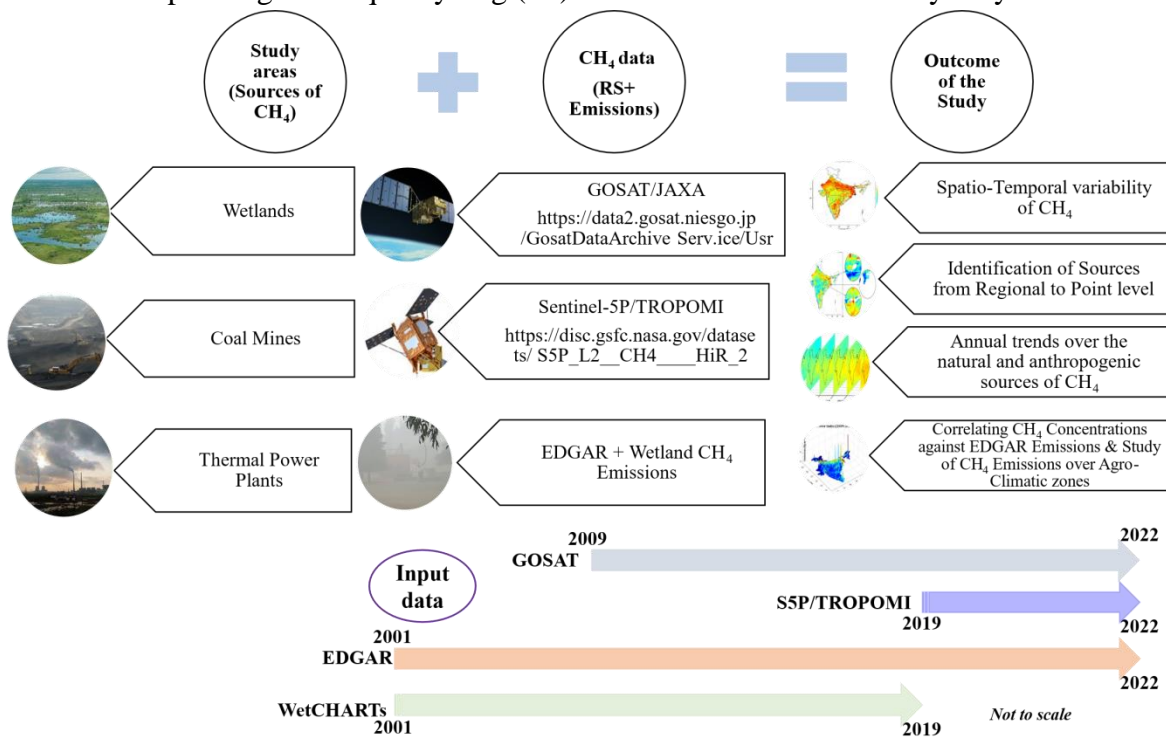 Study
areas
(Sources of
CH₄)
CH₄ data
(RS+
Emissions)
Outcome
of the
Study
Wetlands
GOSAT/JAXA
https://data2.gosat.niesgo.jp
/GosatDataArchive Serv.ice/Usr
Spatio-Temporal variability
of CH₄
Coal Mines
Sentinel-5P/TROPOMI
https://disc.gsfc.nasa.gov/datase
ts/ S5P_L2__CH4____HiR_2
Identification of Sources
from Regional to Point level
Annual trends over the
natural and anthropogenic
sources of CH₄
Thermal Power
Plants
EDGAR + Wetland CH₄
Emissions
Correlating CH₄ Concentrations
against EDGAR Emissions & Study
of CH₄ Emissions over Agro-
Climatic zones
Input
data
2009
GOSAT
2022
S5P/TROPOMI
2019
2022
2001
EDGAR
2022
WetCHARTs
2001
2019
Not to scale